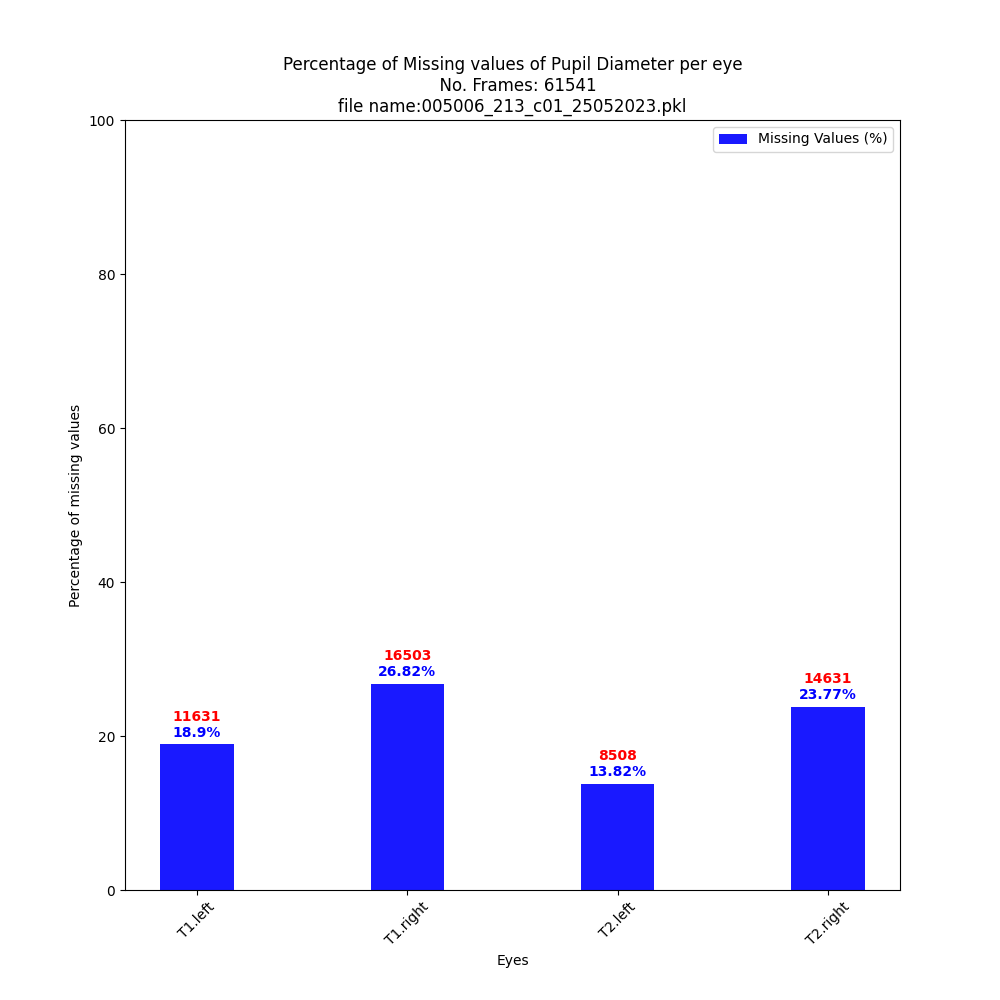 Percentage of Missing values of Pupil Diameter per eye
No. Frames: 61541
file name:005006_213_c01_25052023.pkl
Missing Values (%)
100
80
60
40
20
0
Percentage of missing values
11631
18.9%
16503
26.82%
8508
13.82%
14631
23.77%
T1.left
T1.right
T2.left
T2.right
Eyes